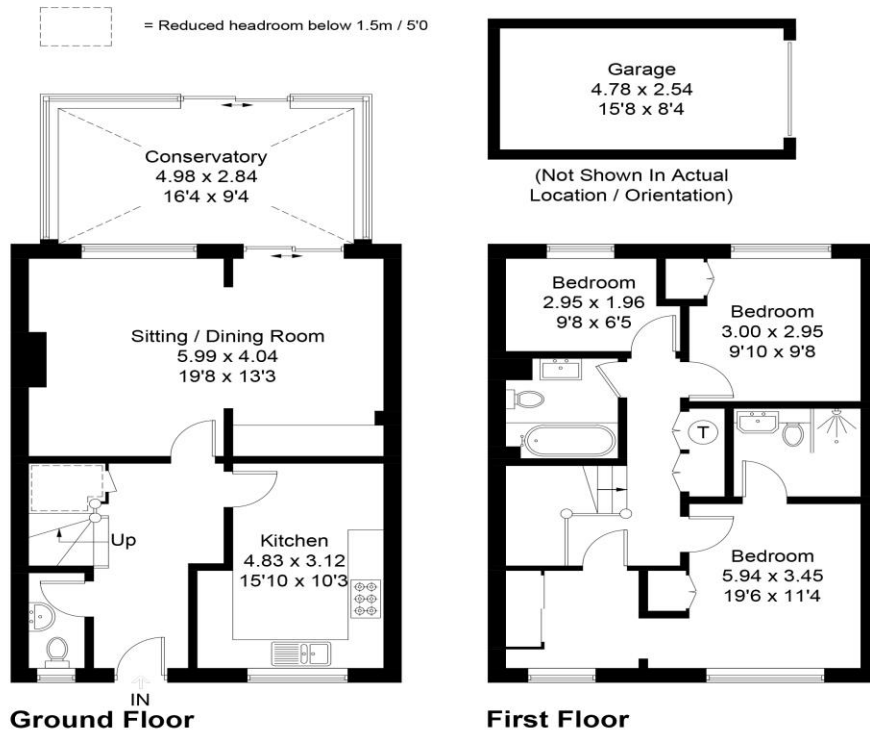 = Reduced headroom below 1.5m / 5'0
Garage
4.78 x 2.54
15'8 x 8'4
(Not Shown In Actual
Location / Orientation)
Conservatory
4.98 x 2.84
16'4 x 9'4
Sitting / Dining Room
5.99 x 4.04
19'8 x 13'3
Up
Kitchen
4.83 x 3.12
15'10 x 10'3
IN
Ground Floor
Bedroom
2.95 x 1.96
9'8 x 6'5
Bedroom
3.00 x 2.95
9'10 x 9'8
T
Bedroom
5.94 x 3.45
19'6 x 11'4
First Floor